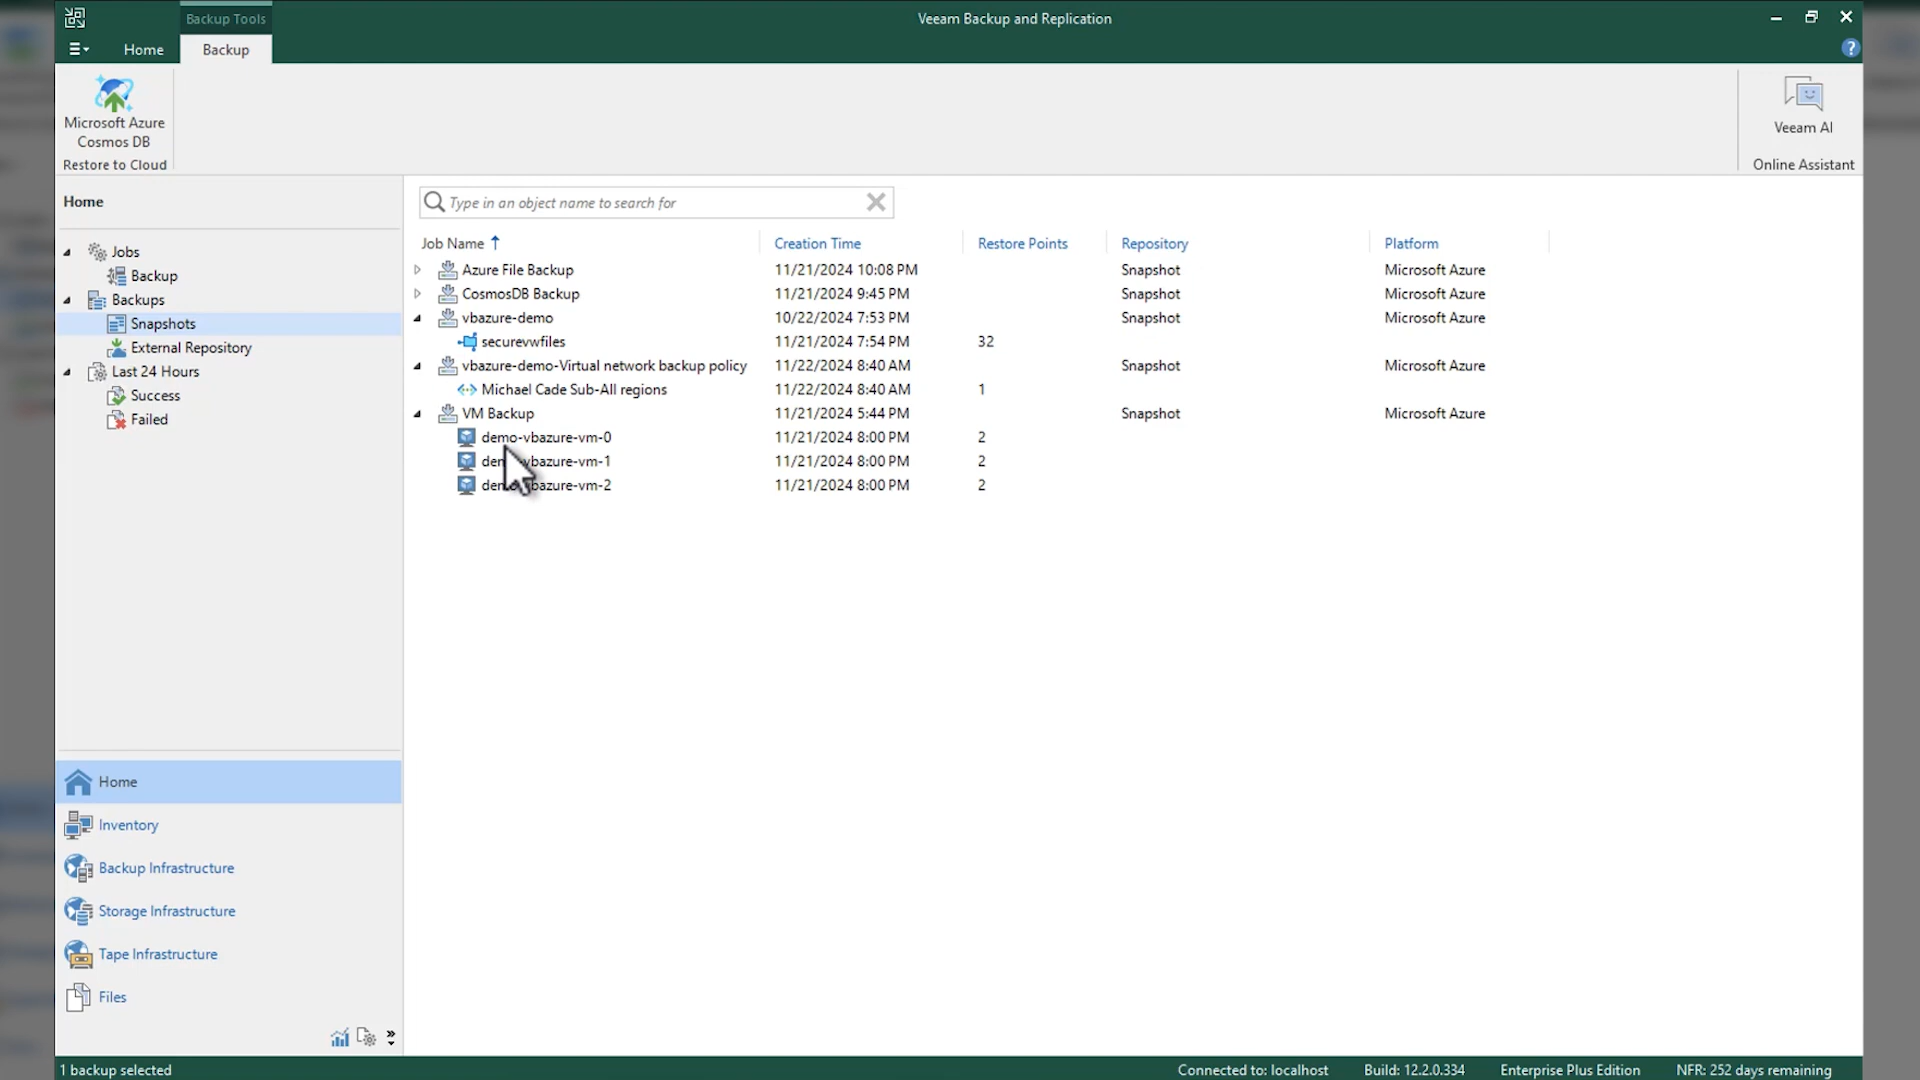 Backup Tools
Veeam Backup and Replication
Home
Backup
?
Microsoft Azure
Cosmos DB
Restore to Cloud
Veeam AI
Online Assistant
Home
Jobs
Backup
Backups
Snapshots
External Repository
Last 24 Hours
Success
Failed
Type in an object name to search for
Job Name Creation Time Restore Points Repository Platform
Azure File Backup 11/21/2024 10:08 PM Snapshot Microsoft Azure
CosmosDB Backup 11/21/2024 9:45 PM Snapshot Microsoft Azure
vbazure-demo 10/22/2024 7:53 PM Snapshot Microsoft Azure
securevwfiles 11/21/2024 7:54 PM 32
vbazure-demo-Virtual network backup policy 11/22/2024 8:40 AM Snapshot Microsoft Azure
Michael Cade Sub-All regions 11/22/2024 8:40 AM 1
VM Backup 11/21/2024 5:44 PM Snapshot Microsoft Azure
demo-vbazure-vm-0 11/21/2024 8:00 PM 2
demo-vbazure-vm-1 11/21/2024 8:00 PM 2
demo-vbazure-vm-2 11/21/2024 8:00 PM 2
Home
Inventory
Backup Infrastructure
Storage Infrastructure
Tape Infrastructure
Files
1 backup selected
Connected to: localhost
Build: 12.2.0.334
Enterprise Plus Edition
NFR: 252 days remaining